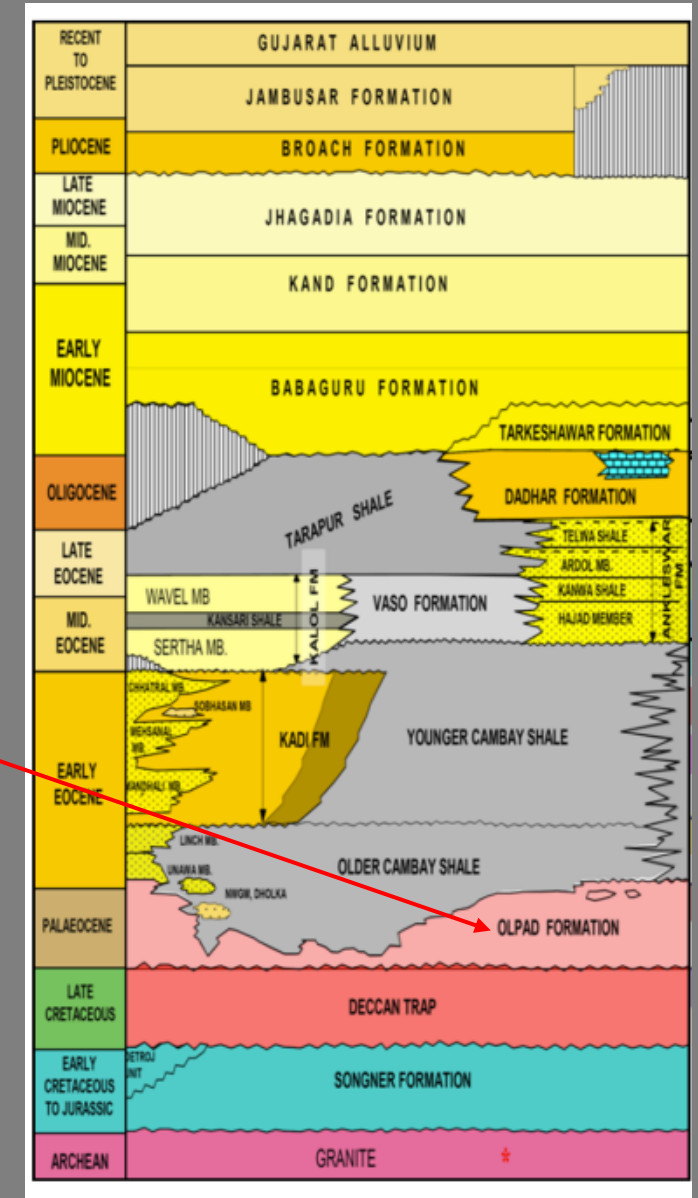 RECENT
TO
PLEISTOCENE
GUJARAT ALLUVIUM
JAMBUSAR FORMATION
PLIOCENE
BROACH FORMATION
LATE
MIOCENE
JHAGADIA FORMATION
MID.
MIOCENE
KAND FORMATION
EARLY
MIOCENE
BABAGURU FORMATION
TARKESHAWAR FORMATION
OLIGOCENE
DADHAR FORMATION
TARAPUR SHALE
LATE
EOCENE
TELWA SHALE
ARDOL MB.
KANWA SHALE
HAJAD MEMBER
ANKLESWAR
FM
MID.
EOCENE
WAVEL MB
KANSARI SHALE
SERTHA MB.
KALOL FM
VASO FORMATION
EARLY
EOCENE
CHHATRAL MB.
SOBHASAN MB
MEHSANA
MB.
MANDHALI MB.
KADI FM
YOUNGER CAMBAY SHALE
LINCH MB.
UNAWA MB.
OLDER CAMBAY SHALE
NWGM, DHOLKA
PALAEOCENE
OLPAD FORMATION
LATE
CRETACEOUS
DECCAN TRAP
EARLY
CRETACEOUS
TO JURASSIC
DETROJ
UNIT
SONGNER FORMATION
ARCHEAN
GRANITE *